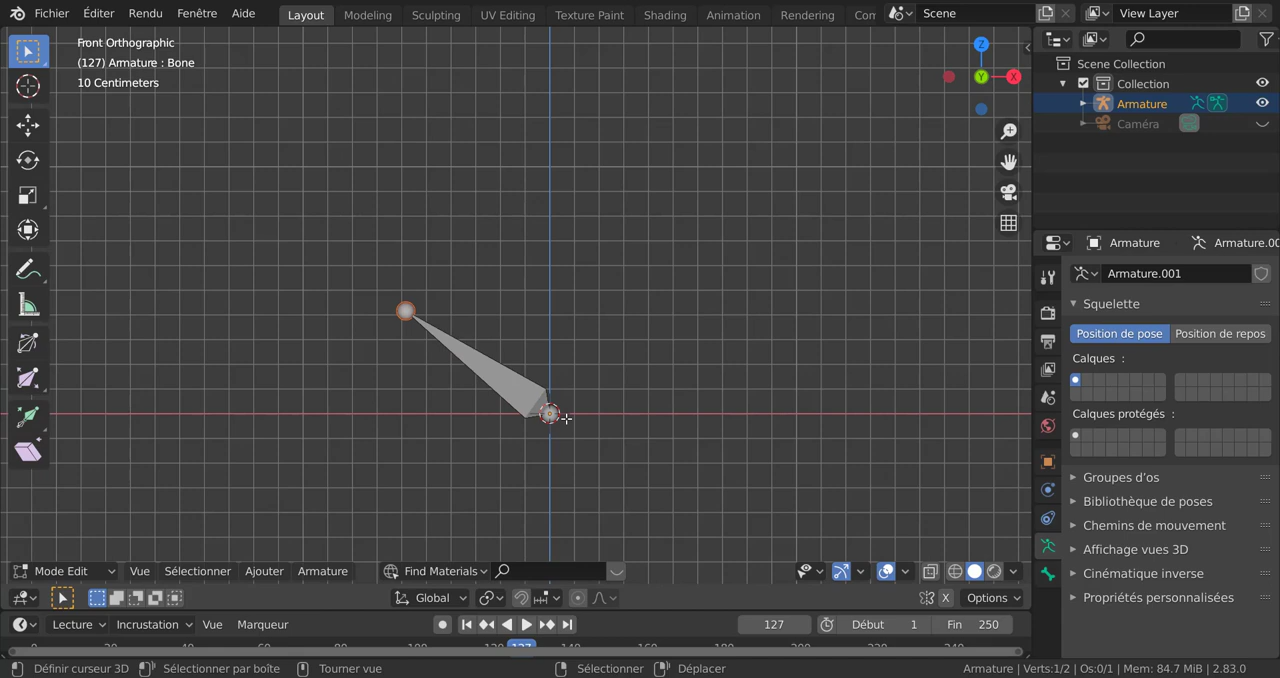 Fichier Éditer Rendu Fenêtre Aide Layout Modeling Sculpting UV Editing Texture Paint Shading Animation Rendering Com Scene View Layer
Front Orthographic
(127) Armature : Bone
10 Centimeters
Z
Y
X
Scene Collection
Collection
Armature
Caméra
Armature Armature.00
Armature.001
Squelette
Position de pose Position de repos
Calques :
Calques protégés :
Groupes d'os
Bibliothèque de poses
Chemins de mouvement
Affichage vues 3D
Cinématique inverse
Propriétés personnalisées
Mode Edit Vue Sélectionner Ajouter Armature Find Materials
Global X Options
Lecture Incrustation Vue Marqueur 127 Début 1 Fin 250
127
Définir curseur 3D Sélectionner par boîte Tourner vue Sélectionner Déplacer Armature | Verts:1/2 | Os:0/1 | Mem: 84.7 MiB | 2.83.0